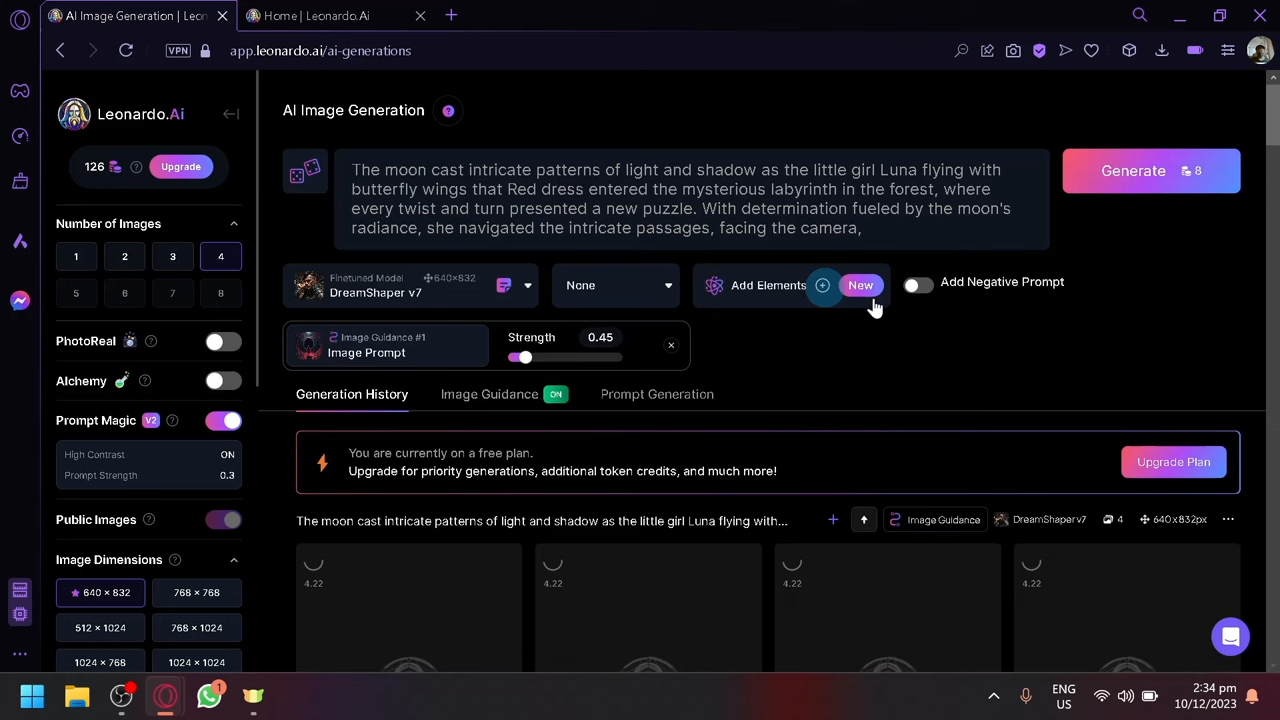 AI Image Generation | Leon
Home | Leonardo.Ai
VPN
app.leonardo.ai/ai-generations
Leonardo.Ai
126
Upgrade
Number of Images
1 2 3 4
5 6 7 8
PhotoReal
Alchemy
Prompt Magic V2
High Contrast ON
Prompt Strength 0.3
Public Images
Image Dimensions
640 × 832 768 × 768
512 × 1024 768 × 1024
1024 × 768 1024 × 1024
AI Image Generation ?
The moon cast intricate patterns of light and shadow as the little girl Luna flying with
butterfly wings that Red dress entered the mysterious labyrinth in the forest, where
every twist and turn presented a new puzzle. With determination fueled by the moon's
radiance, she navigated the intricate passages, facing the camera,
Generate 8
Finetuned Model 640×832
DreamShaper v7
None
Add Elements New
Add Negative Prompt
Image Guidance #1
Image Prompt
Strength 0.45
Generation History Image Guidance ON Prompt Generation
You are currently on a free plan.
Upgrade for priority generations, additional token credits, and much more!
Upgrade Plan
The moon cast intricate patterns of light and shadow as the little girl Luna flying with...
Image Guidance DreamShaper v7 4 640×832px
4.22 4.22 4.22 4.22
1
ENG
US
2:34 pm
10/12/2023